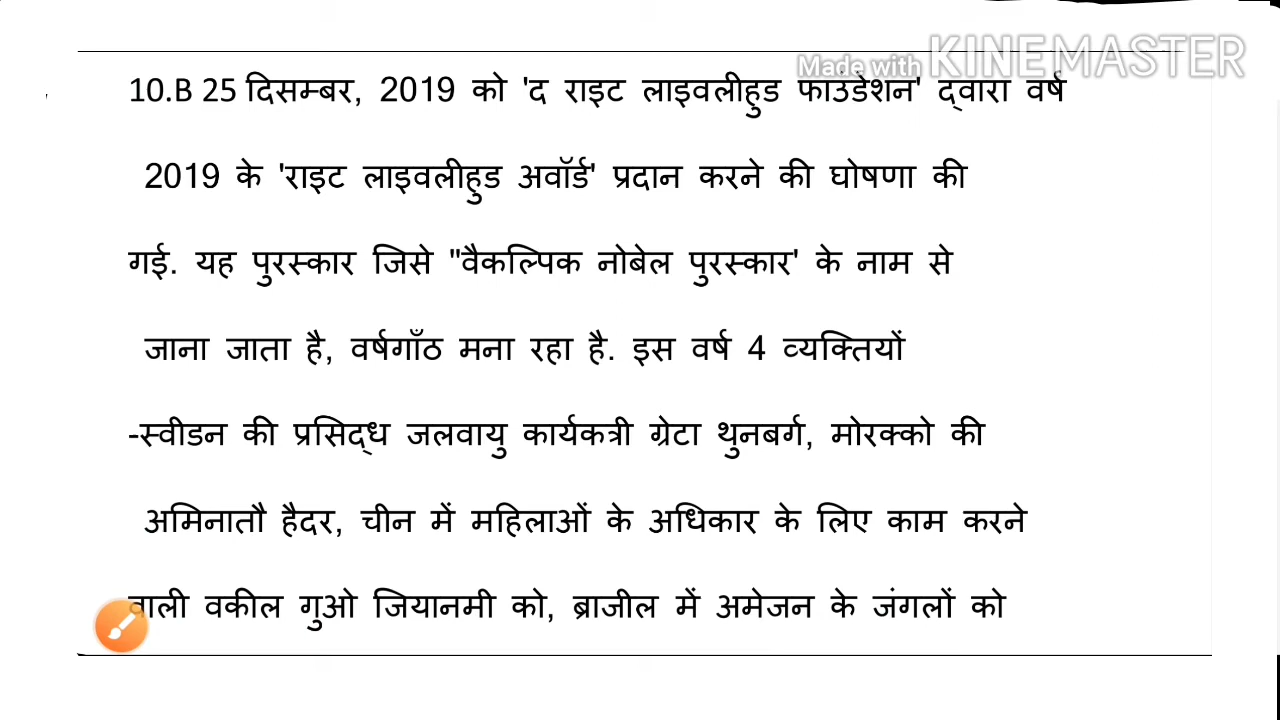 Made with KINEMASTER
10.B 25 दिसम्बर, 2019 को 'द राइट लाइवलीहुड फाउंडेशन' द्वारा वर्ष
2019 के 'राइट लाइवलीहुड अवॉर्ड' प्रदान करने की घोषणा की
गई. यह पुरस्कार जिसे "वैकल्पिक नोबेल पुरस्कार' के नाम से
जाना जाता है, वर्षगाँठ मना रहा है. इस वर्ष 4 व्यक्तियों
-स्वीडन की प्रसिद्ध जलवायु कार्यकत्री ग्रेटा थुनबर्ग, मोरक्को की
अमिनातौ हैदर, चीन में महिलाओं के अधिकार के लिए काम करने
वाली वकील गुओ जियानमी को, ब्राजील में अमेजन के जंगलों को